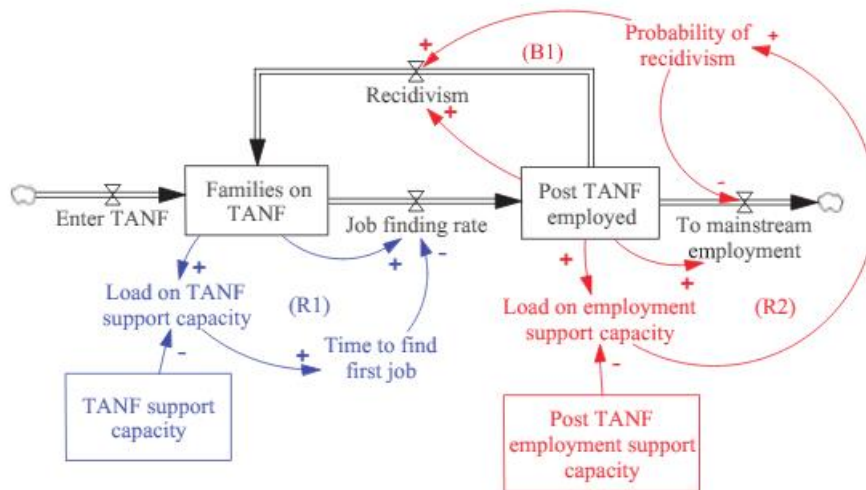 Probability of
recidivism
+
+
(B1)
Recidivism
+
Families on
TANF
Post TANF
employed
-
Enter TANF
Job finding rate
To mainstream
employment
+
+
-
+
+
Load on TANF
support capacity
(R1)
Load on employment
support capacity
(R2)
-
+
Time to find
first job
-
TANF support
capacity
Post TANF
employment support
capacity